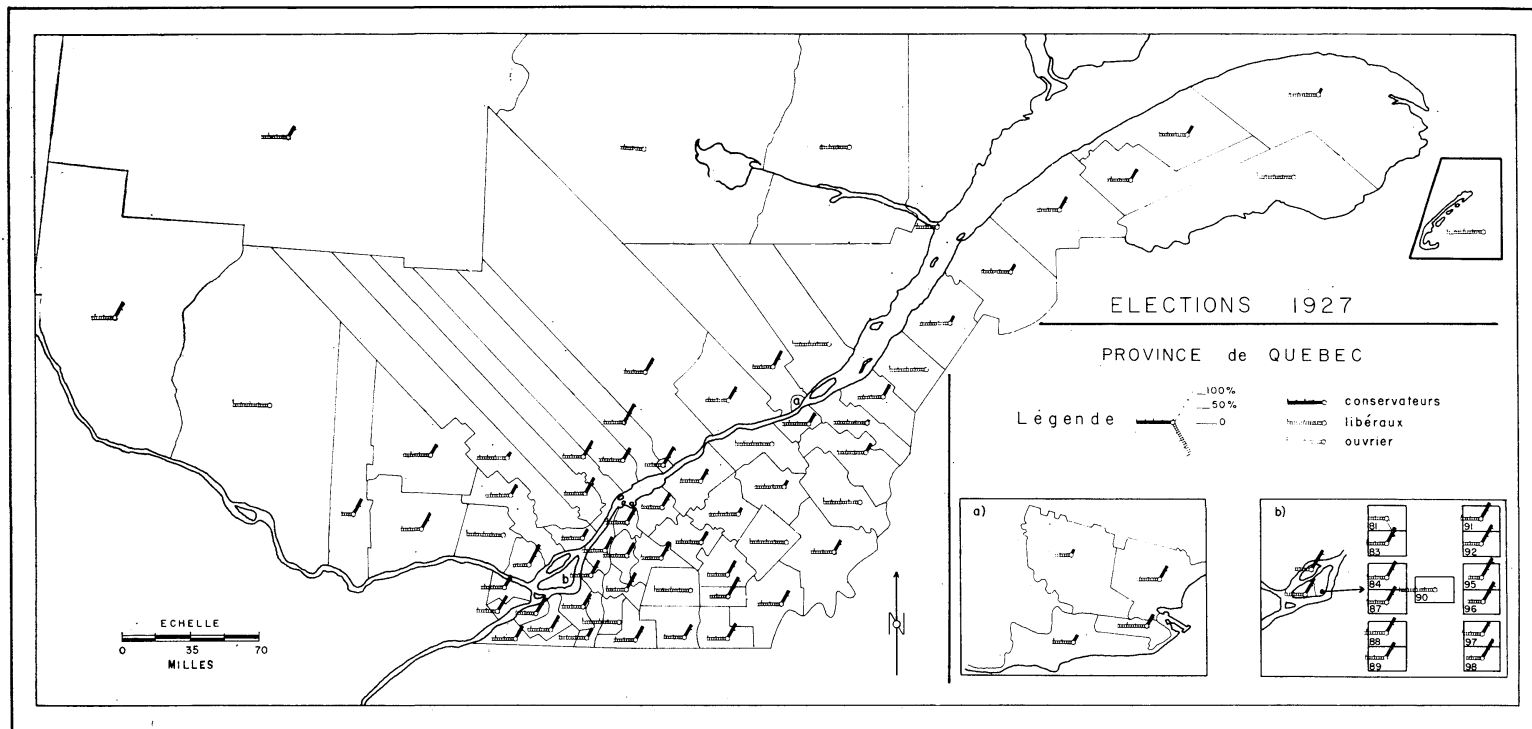 ELECTIONS 1927
PROVINCE de QUEBEC
Légende
100%
50%
0
conservateurs
libéraux
ouvrier
a
b
ECHELLE
0 35 70
MILLES
N
a)
b)
81
83
84
87
88
89
90
91
92
95
96
97
98